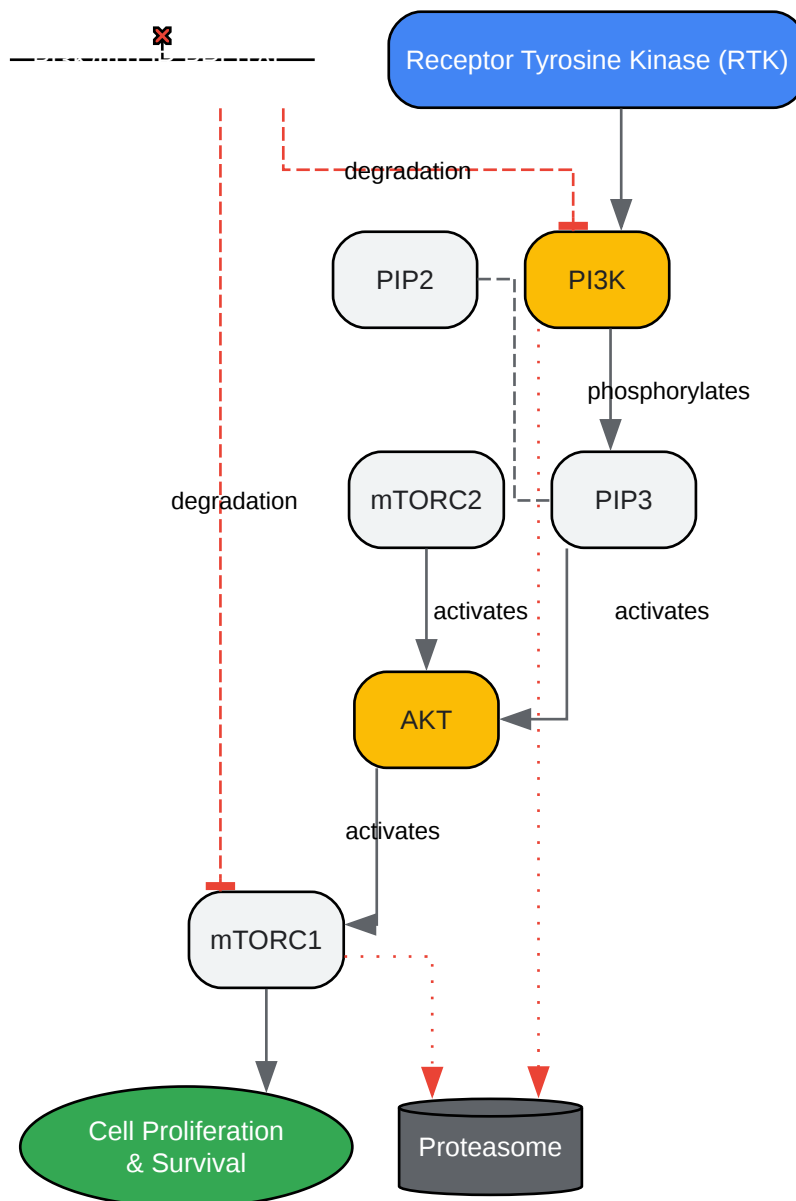 Receptor Tyrosine Kinase (RTK)
degradation
PIP2
PI3K
phosphorylates
degradation
mTORC2
PIP3
activates
activates
AKT
activates
mTORC1
Cell Proliferation
& Survival
Proteasome